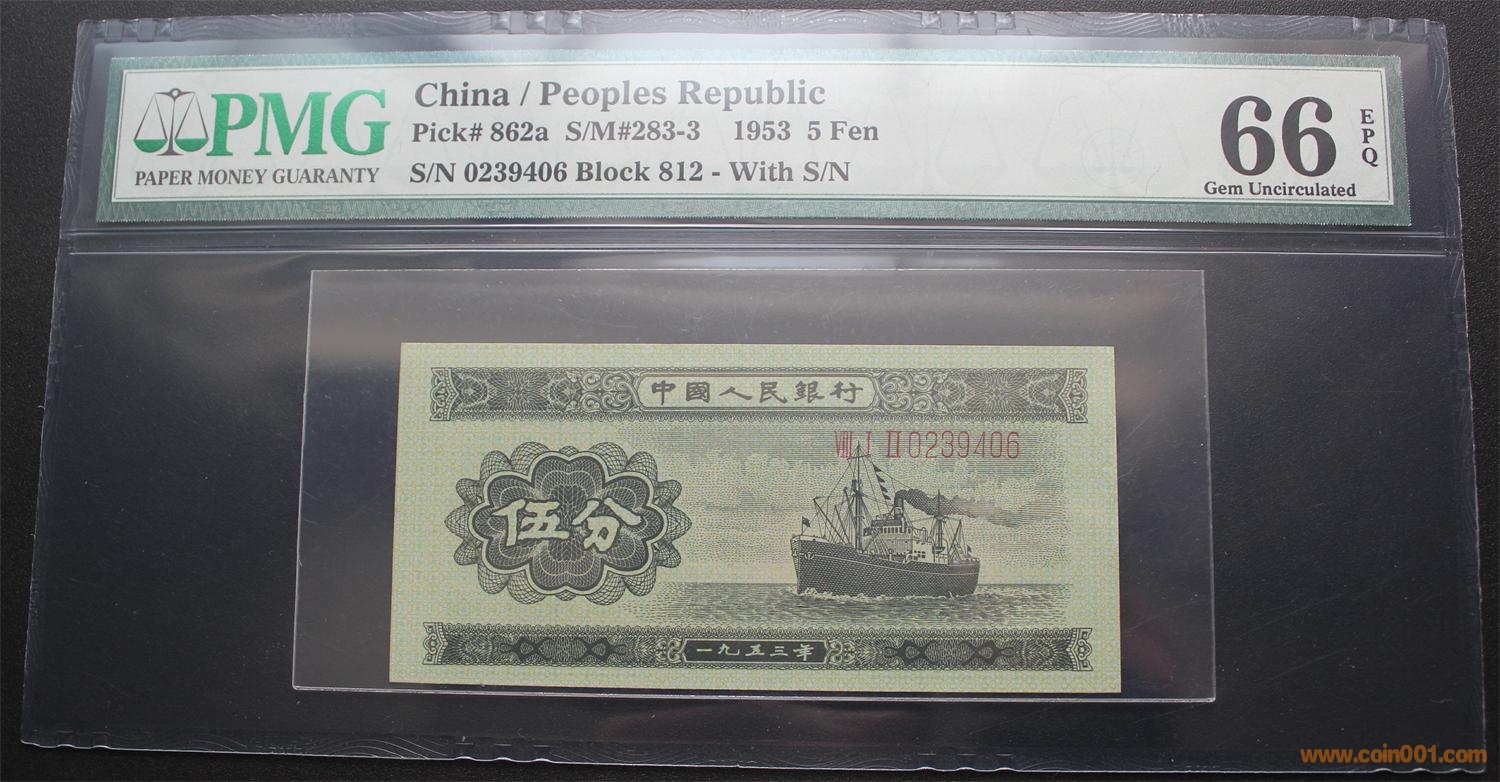 PMG
PAPER MONEY GUARANTY
China / Peoples Republic
Pick# 862a S/M#283-3 1953 5 Fen
S/N 0239406 Block 812 - With S/N
66
EPQ
Gem Uncirculated
中國人民銀行
VIII I II 0239406
伍分
一九五三年
www.coin001.com